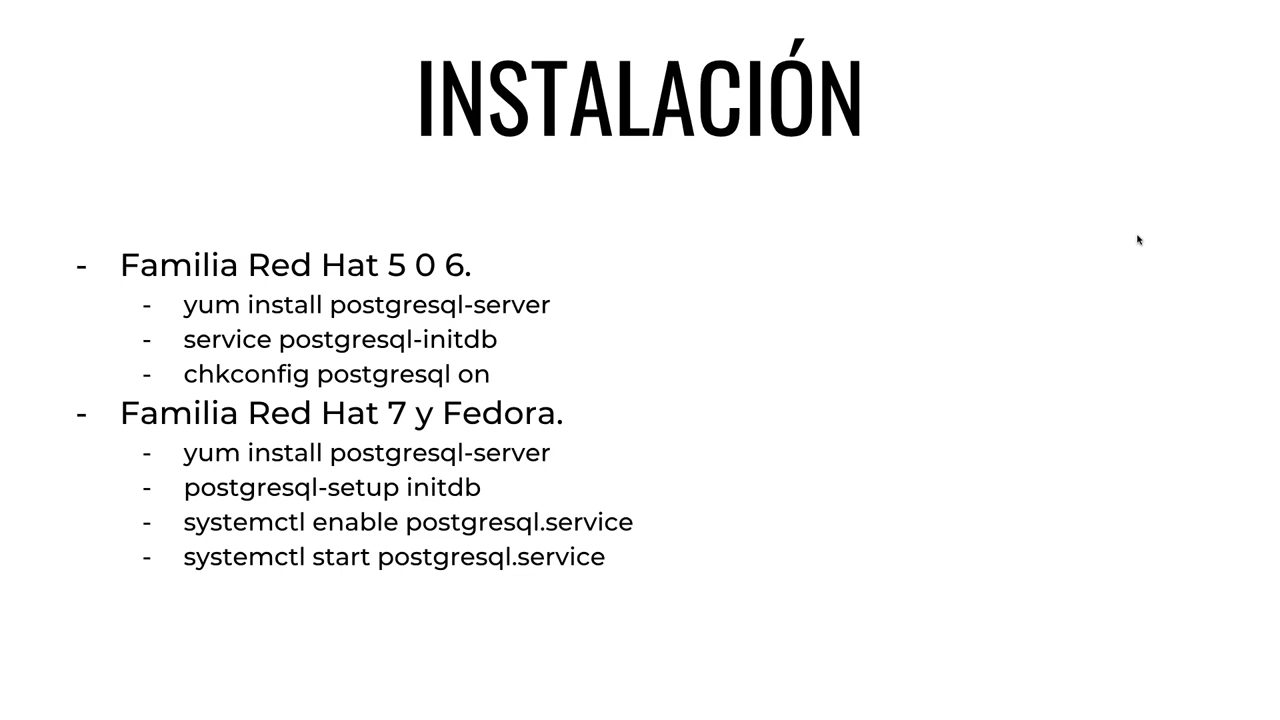 INSTALACIÓN
- Familia Red Hat 5 0 6.
- yum install postgresql-server
- service postgresql-initdb
- chkconfig postgresql on
- Familia Red Hat 7 y Fedora.
- yum install postgresql-server
- postgresql-setup initdb
- systemctl enable postgresql.service
- systemctl start postgresql.service